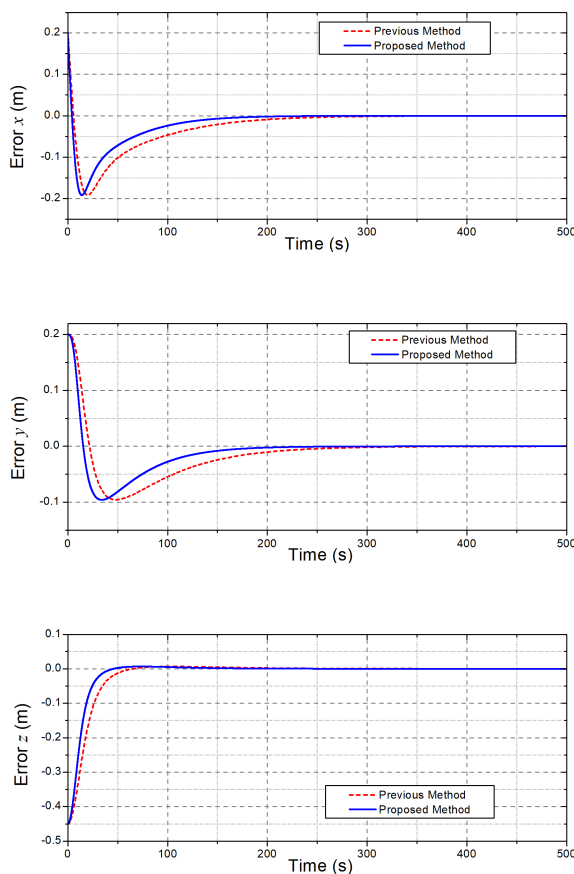 Previous Method
Proposed Method
0.2
0.1
0.0
-0.1
-0.2
Error x (m)
0 100 200 300 400 500
Time (s)
Previous Method
Proposed Method
0.2
0.1
0.0
-0.1
Error y (m)
0 100 200 300 400 500
Time (s)
0.1
0.0
-0.1
-0.2
-0.3
-0.4
-0.5
Error z (m)
Previous Method
Proposed Method
0 100 200 300 400 500
Time (s)